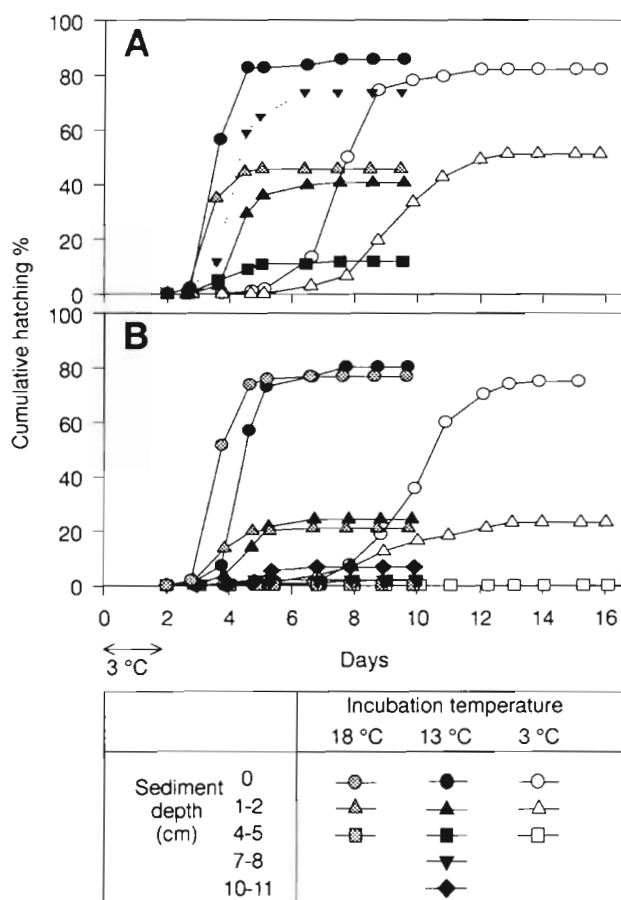 100
A
80
60
40
20
0
Cumulative hatching %
100
B
80
60
40
20
0
0 2 4 6 8 10 12 14 16
3 °C
Days
Incubation temperature
18 °C 13 °C 3 °C
Sediment depth (cm)
0
1-2
4-5
7-8
10-11